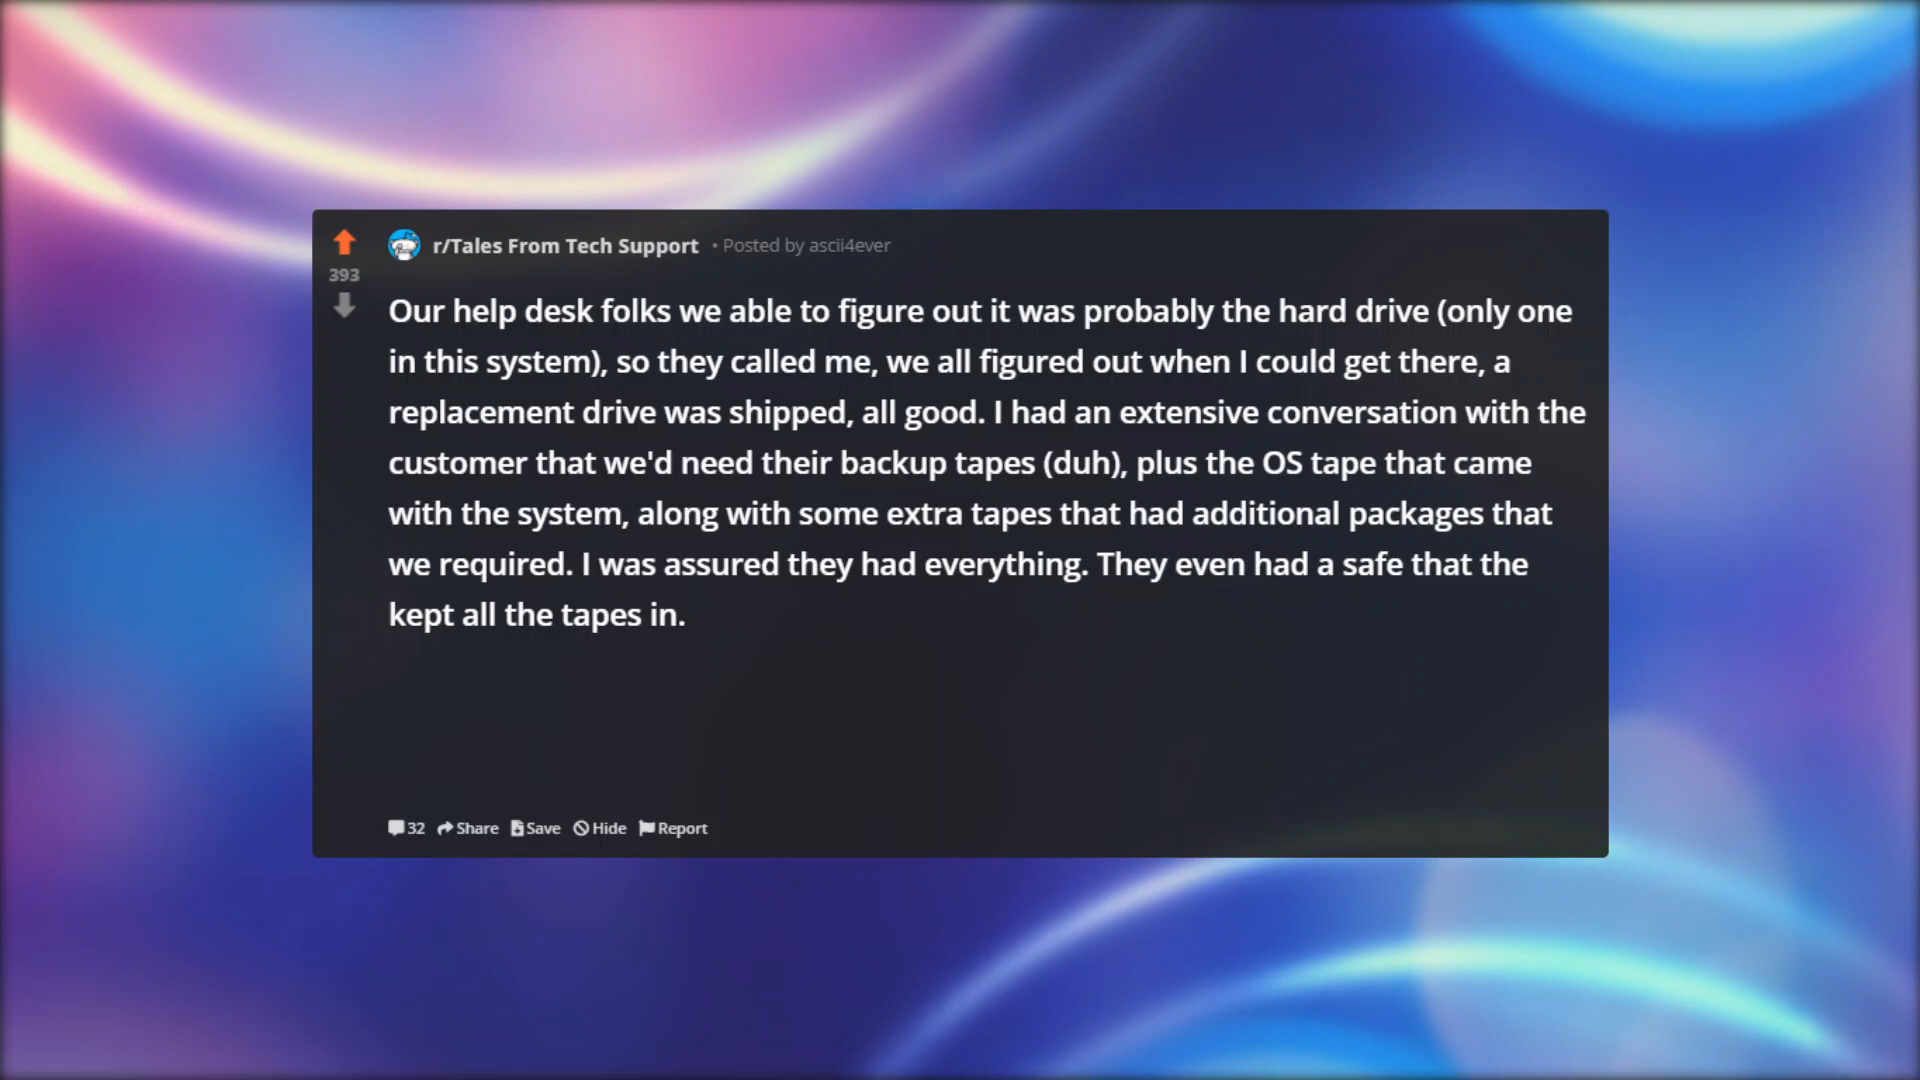 r/Tales From Tech Support • Posted by ascii4ever
393
Our help desk folks we able to figure out it was probably the hard drive (only one
in this system), so they called me, we all figured out when I could get there, a
replacement drive was shipped, all good. I had an extensive conversation with the
customer that we'd need their backup tapes (duh), plus the OS tape that came
with the system, along with some extra tapes that had additional packages that
we required. I was assured they had everything. They even had a safe that the
kept all the tapes in.
32 Share Save Hide Report